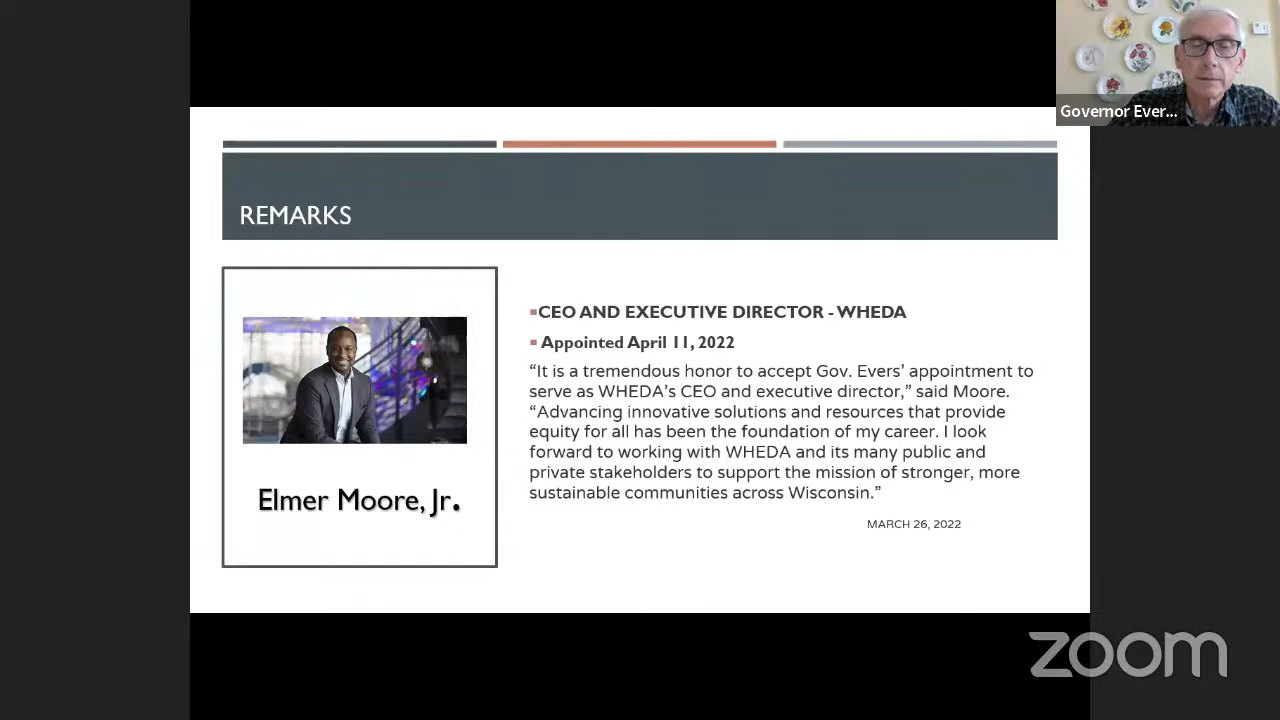 Governor Ever...
REMARKS
CEO AND EXECUTIVE DIRECTOR - WHEDA
Appointed April 11, 2022
“It is a tremendous honor to accept Gov. Evers’ appointment to
serve as WHEDA’s CEO and executive director,” said Moore.
“Advancing innovative solutions and resources that provide
equity for all has been the foundation of my career. I look
forward to working with WHEDA and its many public and
private stakeholders to support the mission of stronger, more
sustainable communities across Wisconsin.”
MARCH 26, 2022
Elmer Moore, Jr.
zoom